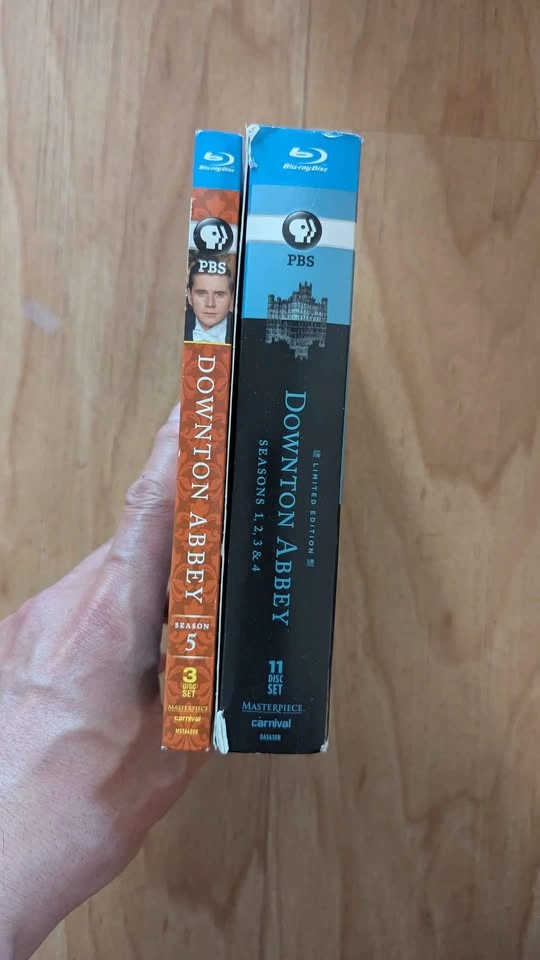 Blu-ray Disc
PBS
DOWNTON ABBEY
SEASON
5
3
DISC
SET
MASTERPIECE
carnival
Blu-ray Disc
PBS
LIMITED EDITION
DOWNTON ABBEY
SEASONS 1, 2, 3 & 4
11
DISC
SET
MASTERPIECE
carnival